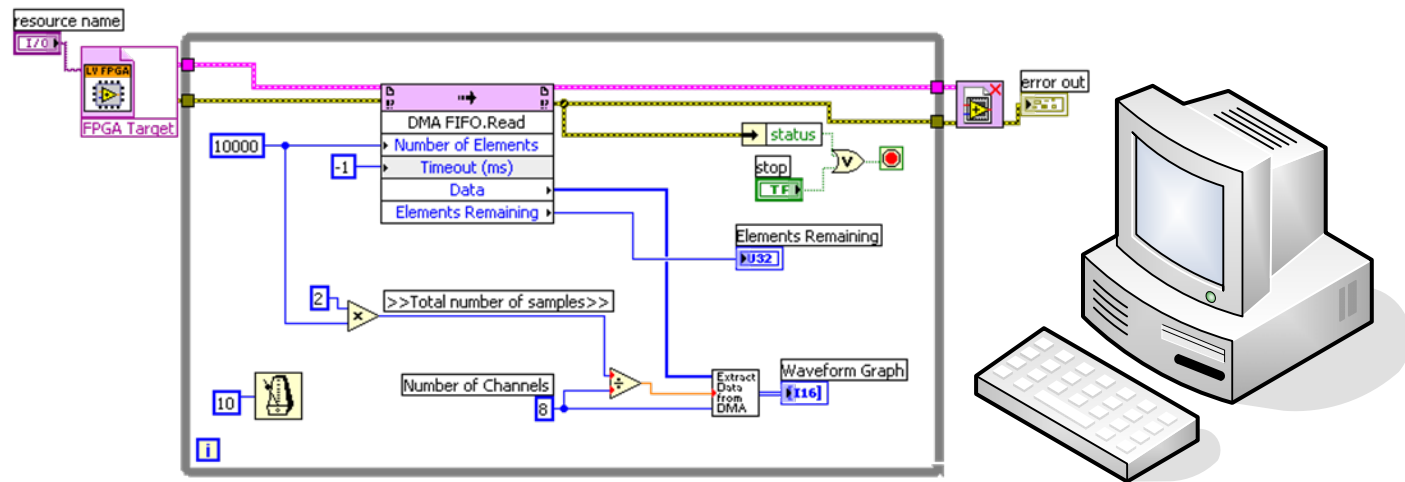 resource name
I/O
LV FPGA
FPGA Target
DMA FIFO.Read
Number of Elements
Timeout (ms)
Data
Elements Remaining
10000
-1
status
stop
TF
V
error out
Elements Remaining
U32
2
>>Total number of samples>>
Number of Channels
8
Extract
Data
from
DMA
Waveform Graph
[I16]
10
i